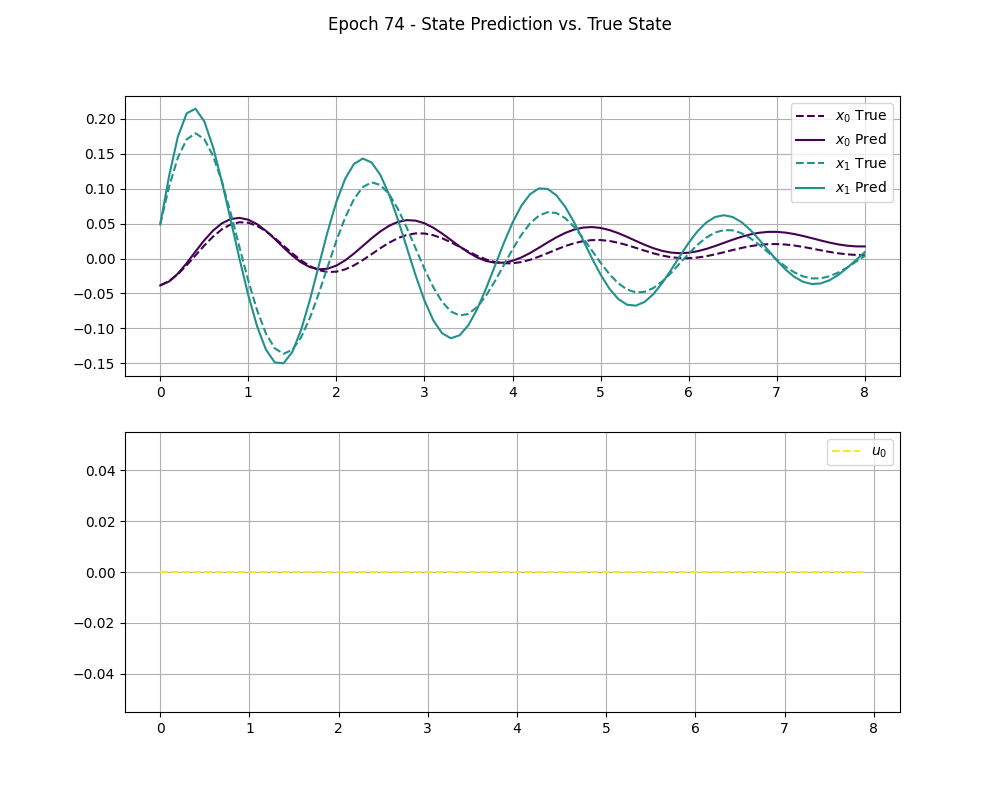 Epoch 74 - State Prediction vs. True State
0.20
0.15
0.10
0.05
0.00
−0.05
−0.10
−0.15
x₀ True
x₀ Pred
x₁ True
x₁ Pred
0 1 2 3 4 5 6 7 8
0.04
0.02
0.00
−0.02
−0.04
u₀
0 1 2 3 4 5 6 7 8